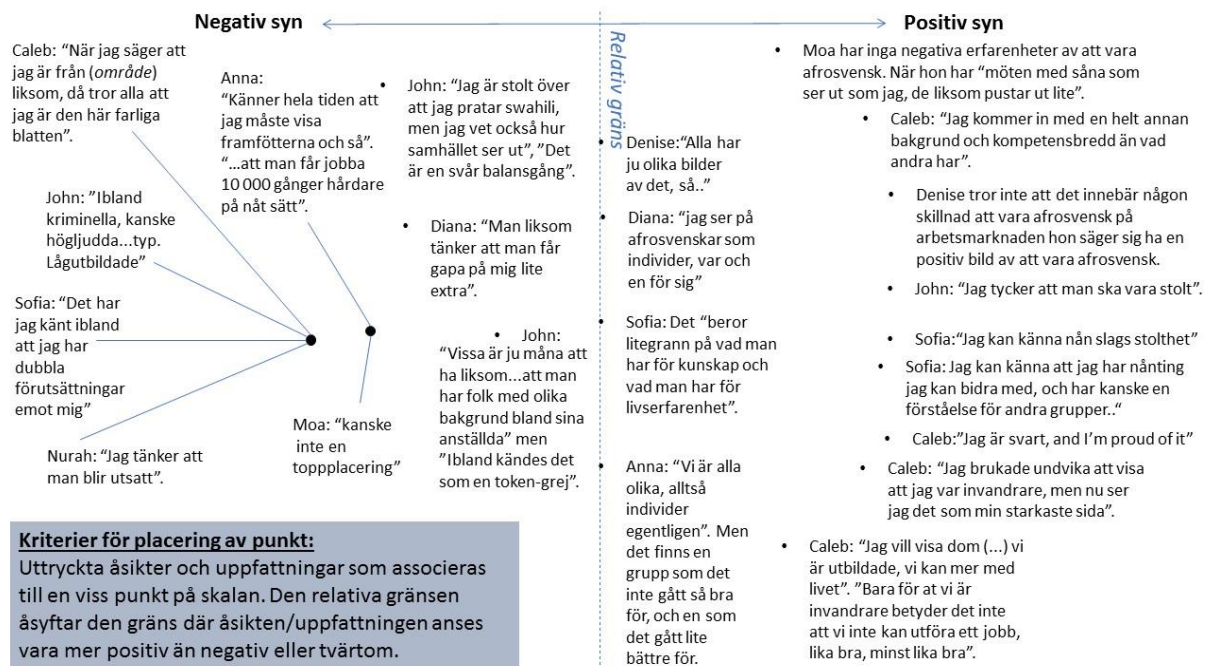 Negativ syn
Positiv syn
Relativ gräns
Caleb: “När jag säger att
jag är från (område)
liksom, då tror alla att
jag är den här farliga
blatten”.
John: ”Ibland
kriminella, kanske
högljudda...typ.
Lågutbildade”
Sofia: “Det har
jag känt ibland
att jag har
dubbla
förutsättningar
emot mig”
Nurah: “Jag tänker att
man blir utsatt”.
Anna:
“Känner hela tiden att
jag måste visa
framfötterna och så”.
“…att man får jobba
10 000 gånger hårdare
på nåt sätt”.
Moa: “kanske
inte en
toppplacering”
• John: “Jag är stolt över
att jag pratar swahili,
men jag vet också hur
samhället ser ut”, ”Det
är en svår balansgång”.
• Diana: “Man liksom
tänker att man får
gapa på mig lite
extra”.
• John:
“Vissa är ju måna att
ha liksom...att man
har folk med olika
bakgrund bland sina
anställda” men
”Ibland kändes det
som en token-grej”.
• Denise:“Alla har
ju olika bilder
av det, så..”
• Diana: “jag ser på
afrosvenskar som
individer, var och
en för sig”
• Sofia: Det “beror
litegrann på vad man
har för kunskap och
vad man har för
livserfarenhet”.
• Anna: “Vi är alla
olika, alltså
individer
egentligen”. Men
det finns en
grupp som det
inte gått så bra
för, och en som
det gått lite
bättre för.
• Moa har inga negativa erfarenheter av att vara
afrosvensk. När hon har “möten med såna som
ser ut som jag, de liksom pustar ut lite”.
• Caleb: “Jag kommer in med en helt annan
bakgrund och kompetensbredd än vad
andra har”.
• Denise tror inte att det innebär någon
skillnad att vara afrosvensk på
arbetsmarknaden hon säger sig ha en
positiv bild av att vara afrosvensk.
• John: “Jag tycker att man ska vara stolt”.
• Sofia:“Jag kan känna nån slags stolthet”
• Sofia: Jag kan känna att jag har nånting
jag kan bidra med, och har kanske en
förståelse för andra grupper..“
• Caleb:”Jag är svart, and I’m proud of it”
• Caleb: “Jag brukade undvika att visa
att jag var invandrare, men nu ser
jag det som min starkaste sida”.
• Caleb: “Jag vill visa dom (...) vi
är utbildade, vi kan mer med
livet”. ”Bara för at vi är
invandrare betyder det inte
att vi inte kan utföra ett jobb,
lika bra, minst lika bra”.
Kriterier för placering av punkt:
Uttryckta åsikter och uppfattningar som associeras
till en viss punkt på skalan. Den relativa gränsen
åsyftar den gräns där åsikten/uppfattningen anses
vara mer positiv än negativ eller tvärtom.